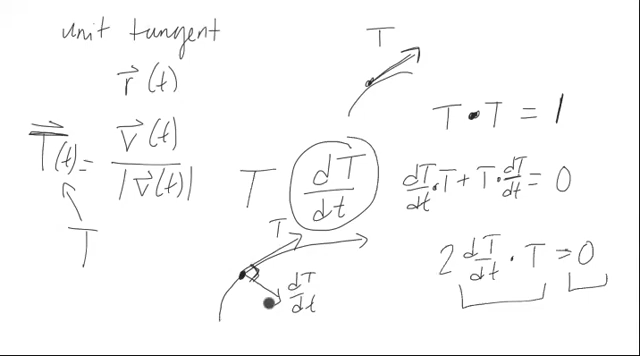 unit tangent
r⃗(t)
T⃗(t) = v⃗(t) / |v⃗(t)|
T
T
T · T = 1
T dT/dt
dT/dt · T + T · dT/dt = 0
T
dT/dt
2 dT/dt · T = 0